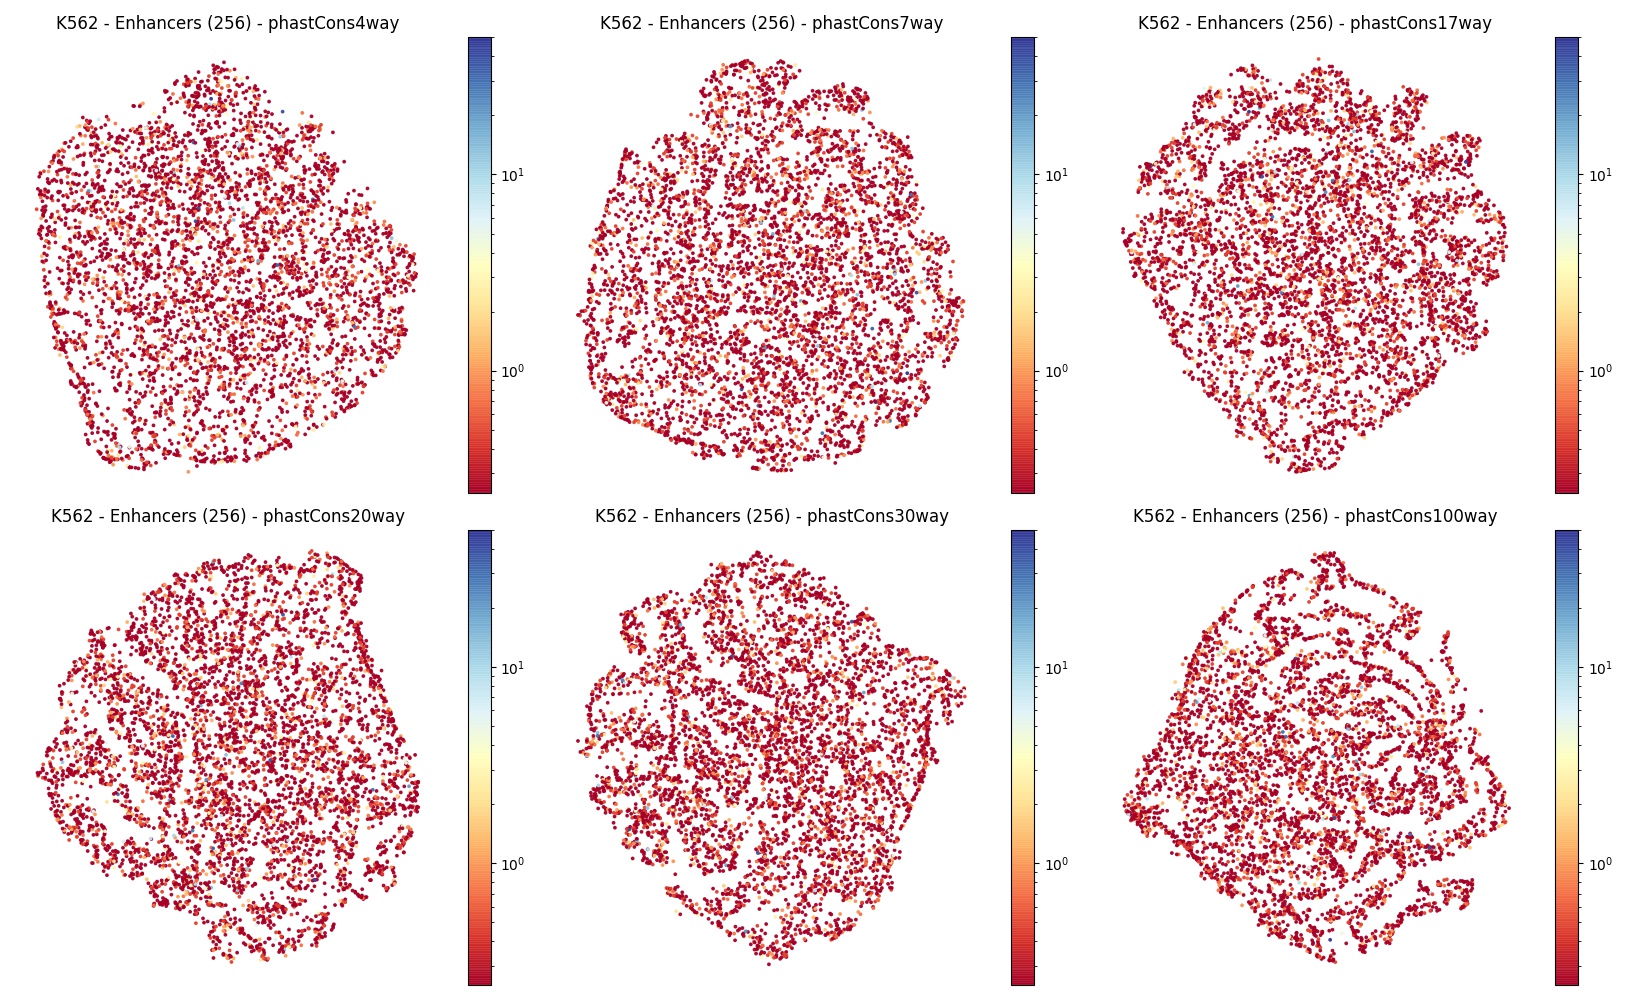 K562 - Enhancers (256) - phastCons4way
K562 - Enhancers (256) - phastCons7way
K562 - Enhancers (256) - phastCons17way
10¹
10⁰
10¹
10⁰
10¹
10⁰
K562 - Enhancers (256) - phastCons20way
K562 - Enhancers (256) - phastCons30way
K562 - Enhancers (256) - phastCons100way
10¹
10⁰
10¹
10⁰
10¹
10⁰